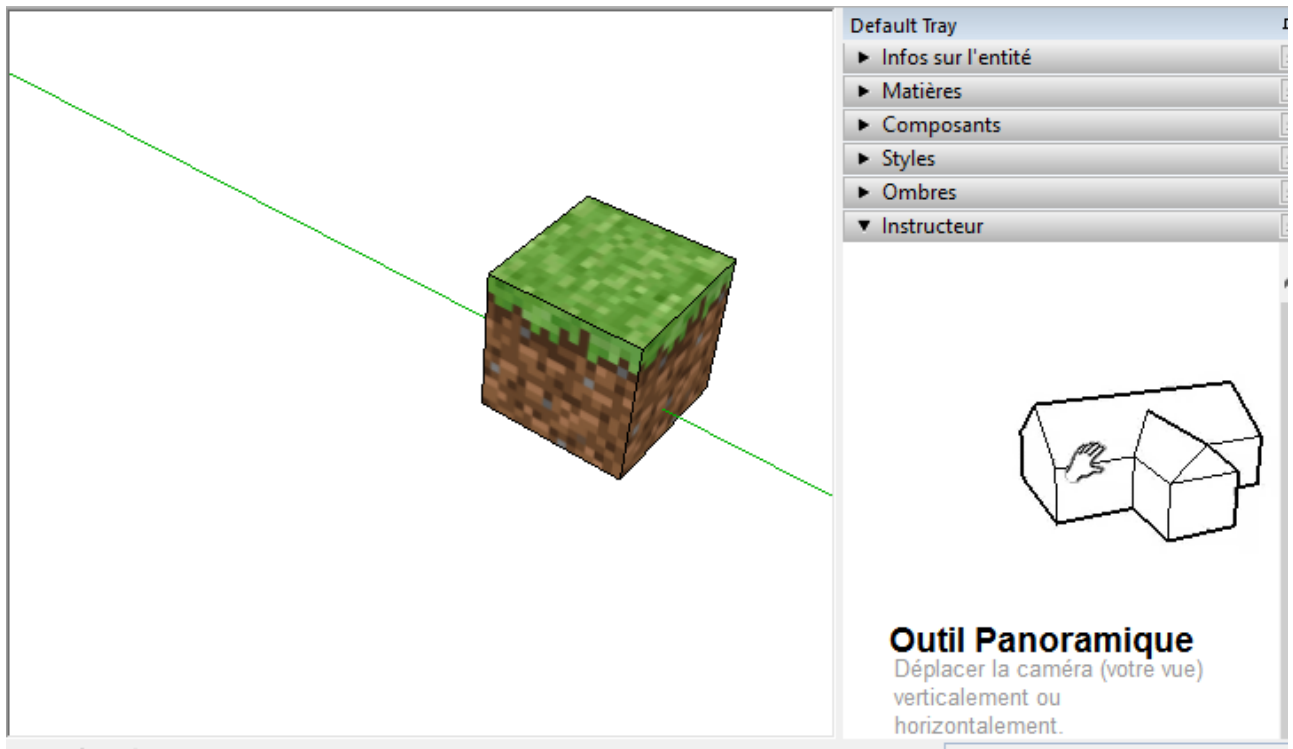 Default Tray
Infos sur l'entité
Matières
Composants
Styles
Ombres
Instructeur
Outil Panoramique
Déplacer la caméra (votre vue)
verticalement ou
horizontalement.